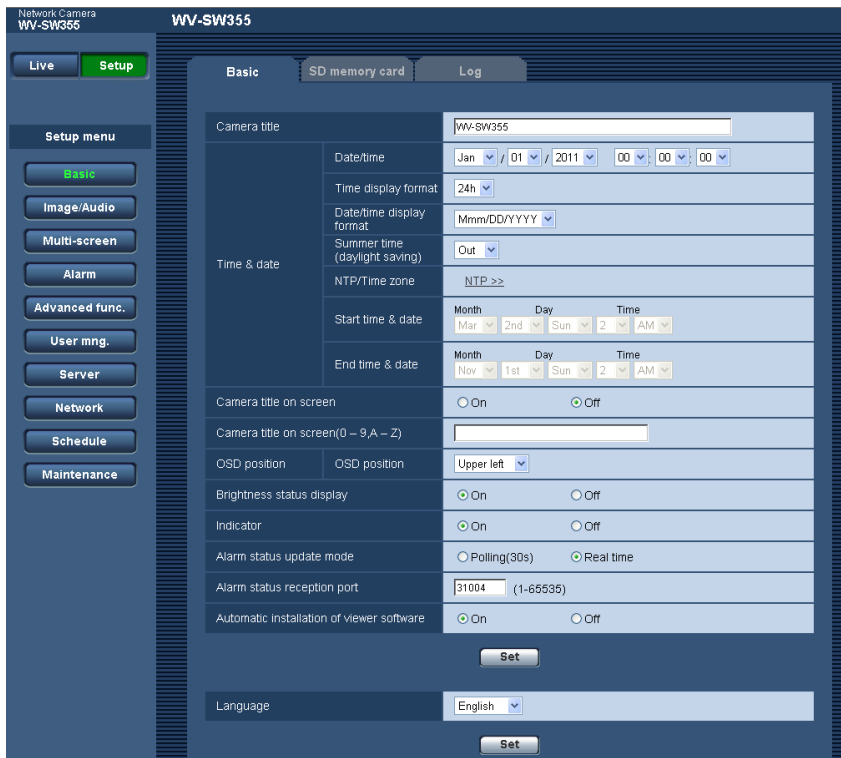 Network Camera
WV-SW355
WV-SW355
Live Setup
Basic SD memory card Log
Setup menu
Basic
Image/Audio
Multi-screen
Alarm
Advanced func.
User mng.
Server
Network
Schedule
Maintenance
Camera title WV-SW355
Time & date
Date/time Jan / 01 / 2011 00 : 00 : 00
Time display format 24h
Date/time display
format Mmm/DD/YYYY
Summer time
(daylight saving) Out
NTP/Time zone NTP >>
Start time & date
Month Day Time
Mar 2nd Sun 2 AM
End time & date
Month Day Time
Nov 1st Sun 2 AM
Camera title on screen On Off
Camera title on screen(0 – 9,A – Z)
OSD position OSD position Upper left
Brightness status display On Off
Indicator On Off
Alarm status update mode Polling(30s) Real time
Alarm status reception port 31004 (1-65535)
Automatic installation of viewer software On Off
Set
Language English
Set